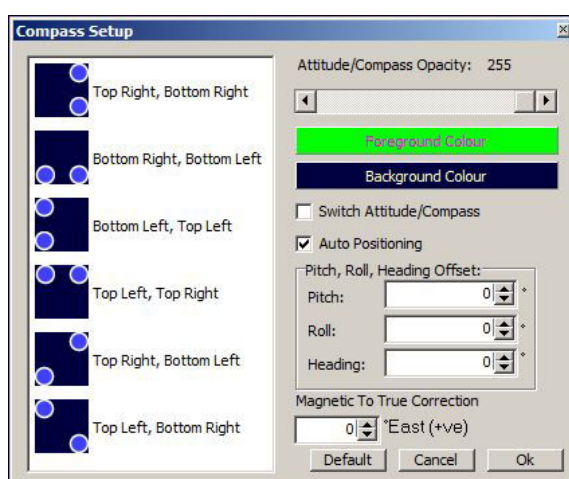 Compass Setup
Top Right, Bottom Right
Bottom Right, Bottom Left
Bottom Left, Top Left
Top Left, Top Right
Top Right, Bottom Left
Top Left, Bottom Right
Attitude/Compass Opacity: 255
Foreground Colour
Background Colour
Switch Attitude/Compass
Auto Positioning
Pitch, Roll, Heading Offset:
Pitch: 0 °
Roll: 0 °
Heading: 0 °
Magnetic To True Correction
0 °East (+ve)
Default Cancel Ok